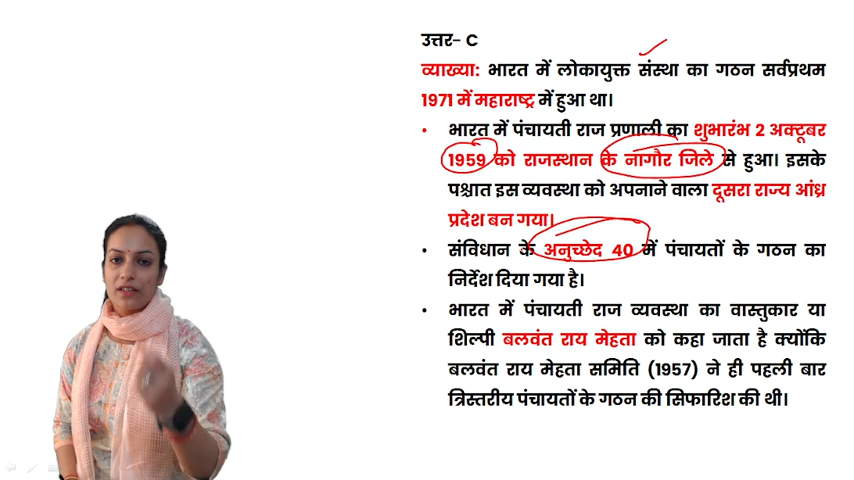 उत्तर- C
व्याख्या: भारत में लोकायुक्त संस्था का गठन सर्वप्रथम
1971 में महाराष्ट्र में हुआ था।
• भारत में पंचायती राज प्रणाली का शुभारंभ 2 अक्टूबर
1959 को राजस्थान के नागौर जिले से हुआ। इसके
पश्चात इस व्यवस्था को अपनाने वाला दूसरा राज्य आंध्र
प्रदेश बन गया।
• संविधान के अनुच्छेद 40 में पंचायतों के गठन का
निर्देश दिया गया है।
• भारत में पंचायती राज व्यवस्था का वास्तुकार या
शिल्पी बलवंत राय मेहता को कहा जाता है क्योंकि
बलवंत राय मेहता समिति (1957) ने ही पहली बार
त्रिस्तरीय पंचायतों के गठन की सिफारिश की थी।